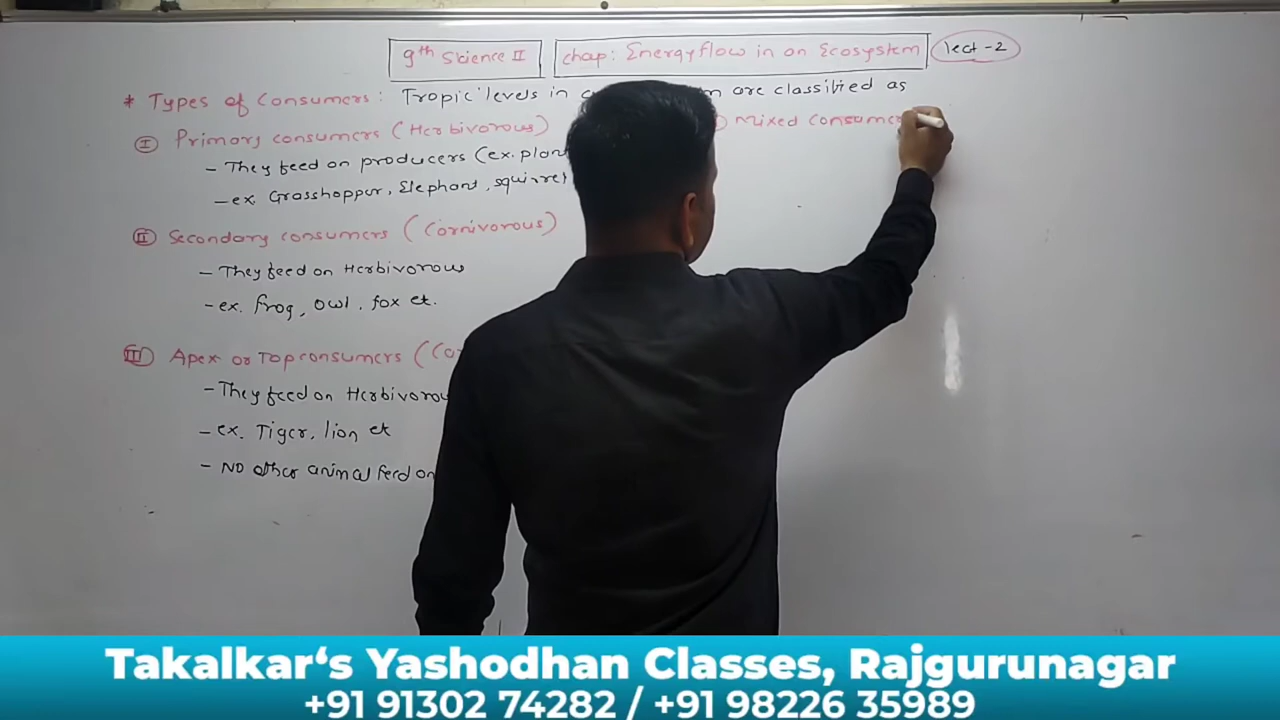 9th Science II
chap: Energy flow in an Ecosystem
lect - 2
* Types of Consumers: Tropic levels in are classified as
I Primary consumers (Herbivorous)
- They feed on producers (ex. plan
- ex. Grasshopper, Elephant, squirrel
II Secondary consumers (Carnivorous)
- They feed on Herbivorous
- ex. frog, owl, fox et.
III Apex or Top consumers (
- They feed on Herbivorou
- ex. Tiger, lion et
- No other animal feed on
Mixed consumer
Takalkar‘s Yashodhan Classes, Rajgurunagar
+91 91302 74282 / +91 98226 35989